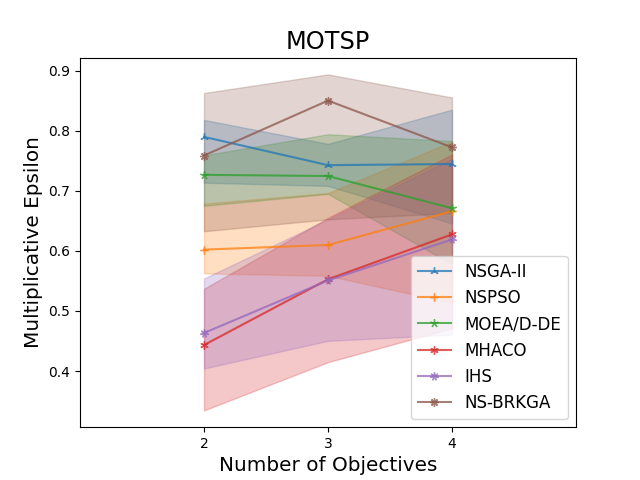 MOTSP
Multiplicative Epsilon
0.9
0.8
0.7
0.6
0.5
0.4
2
3
4
Number of Objectives
NSGA-II
NSPSO
MOEA/D-DE
MHACO
IHS
NS-BRKGA